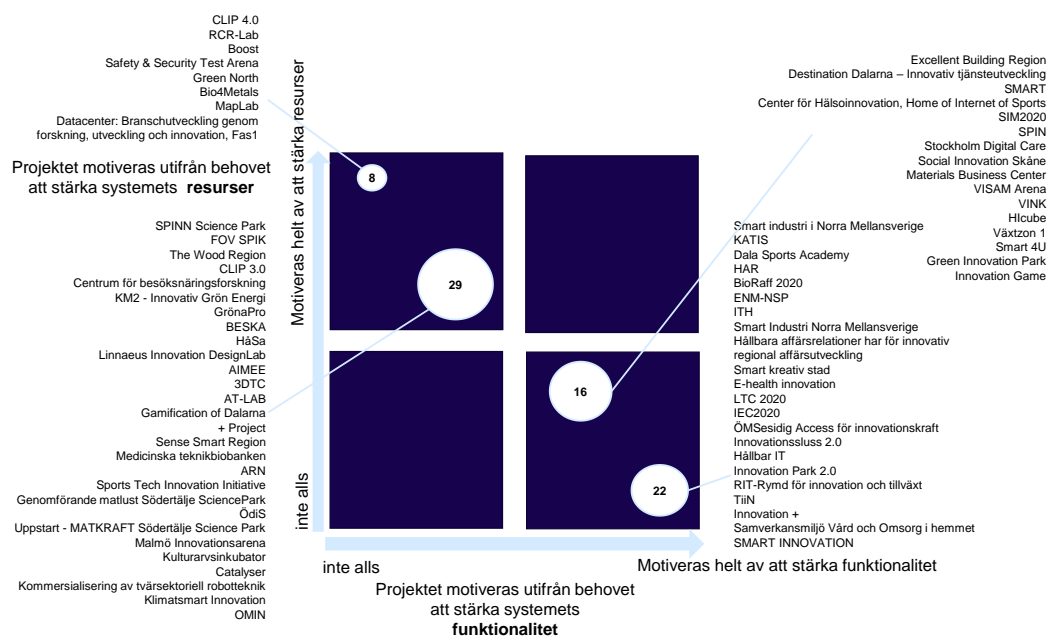 CLIP 4.0
RCR-Lab
Boost
Safety & Security Test Arena
Green North
Bio4Metals
MapLab
Datacenter: Branschutveckling genom
forskning, utveckling och innovation, Fas1
Projektet motiveras utifrån behovet
att stärka systemets resurser
SPINN Science Park
FOV SPIK
The Wood Region
CLIP 3.0
Centrum för besöksnäringsforskning
KM2 - Innovativ Grön Energi
GrönaPro
BESKA
HåSa
Linnaeus Innovation DesignLab
AIMEE
3DTC
AT-LAB
Gamification of Dalarna
+ Project
Sense Smart Region
Medicinska teknikbiobanken
ARN
Sports Tech Innovation Initiative
Genomförande matlust Södertälje SciencePark
ÖdiS
Uppstart - MATKRAFT Södertälje Science Park
Malmö Innovationsarena
Kulturarvsinkubator
Catalyser
Kommersialisering av tvärsektoriell robotteknik
Klimatsmart Innovation
OMIN
Motiveras helt av att stärka resurser
inte alls
8
29
16
22
inte alls
Motiveras helt av att stärka funktionalitet
Projektet motiveras utifrån behovet
att stärka systemets
funktionalitet
Excellent Building Region
Destination Dalarna – Innovativ tjänsteutveckling
SMART
Center för Hälsoinnovation, Home of Internet of Sports
SIM2020
SPIN
Stockholm Digital Care
Social Innovation Skåne
Materials Business Center
VISAM Arena
VINK
HIcube
Växtzon 1
Smart 4U
Green Innovation Park
Innovation Game
Smart industri i Norra Mellansverige
KATIS
Dala Sports Academy
HAR
BioRaff 2020
ENM-NSP
ITH
Smart Industri Norra Mellansverige
Hållbara affärsrelationer har för innovativ
regional affärsutveckling
Smart kreativ stad
E-health innovation
LTC 2020
IEC2020
ÖMSesidig Access för innovationskraft
Innovationssluss 2.0
Hållbar IT
Innovation Park 2.0
RIT-Rymd för innovation och tillväxt
TiiN
Innovation +
Samverkansmiljö Vård och Omsorg i hemmet
SMART INNOVATION